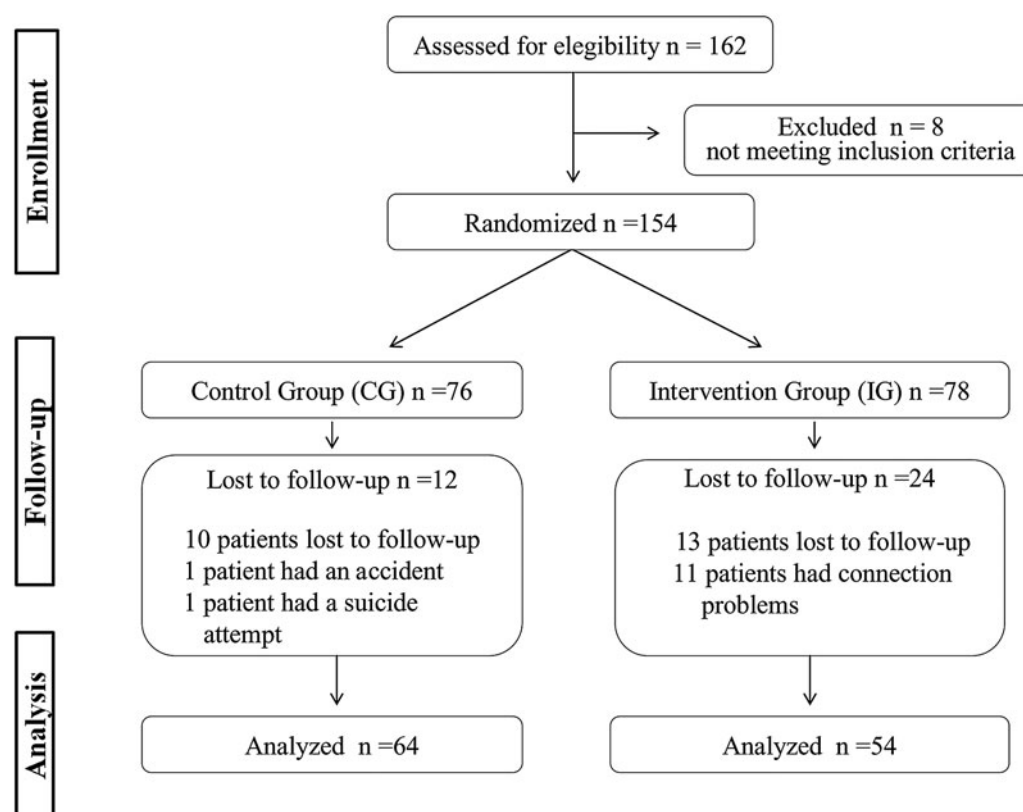 Enrollment
Assessed for elegibility n = 162
Excluded n = 8
not meeting inclusion criteria
Randomized n =154
Follow-up
Control Group (CG) n =76
Intervention Group (IG) n =78
Lost to follow-up n =12
10 patients lost to follow-up
1 patient had an accident
1 patient had a suicide
attempt
Lost to follow-up n =24
13 patients lost to follow-up
11 patients had connection
problems
Analysis
Analyzed n =64
Analyzed n =54